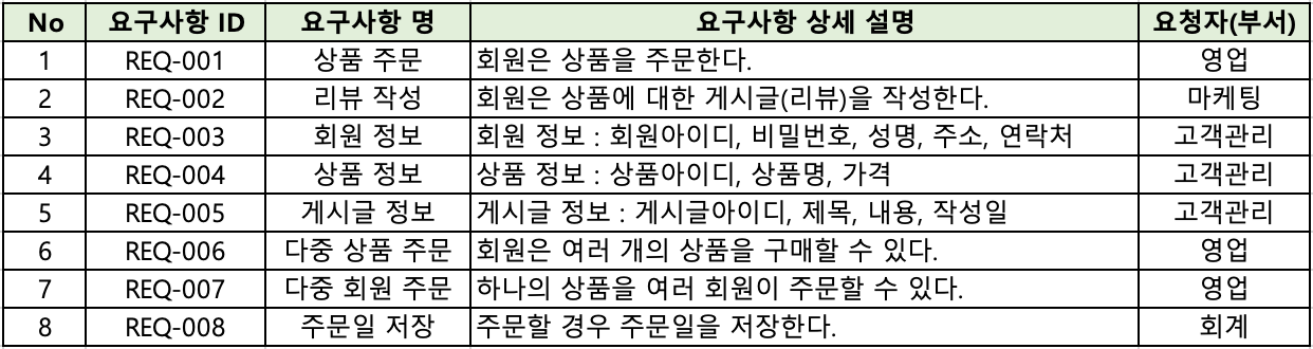 No 요구사항 ID 요구사항 명 요구사항 상세 설명 요청자(부서)
1 REQ-001 상품 주문 회원은 상품을 주문한다. 영업
2 REQ-002 리뷰 작성 회원은 상품에 대한 게시글(리뷰)을 작성한다. 마케팅
3 REQ-003 회원 정보 회원 정보 : 회원아이디, 비밀번호, 성명, 주소, 연락처 고객관리
4 REQ-004 상품 정보 상품 정보 : 상품아이디, 상품명, 가격 고객관리
5 REQ-005 게시글 정보 게시글 정보 : 게시글아이디, 제목, 내용, 작성일 고객관리
6 REQ-006 다중 상품 주문 회원은 여러 개의 상품을 구매할 수 있다. 영업
7 REQ-007 다중 회원 주문 하나의 상품을 여러 회원이 주문할 수 있다. 영업
8 REQ-008 주문일 저장 주문할 경우 주문일을 저장한다. 회계